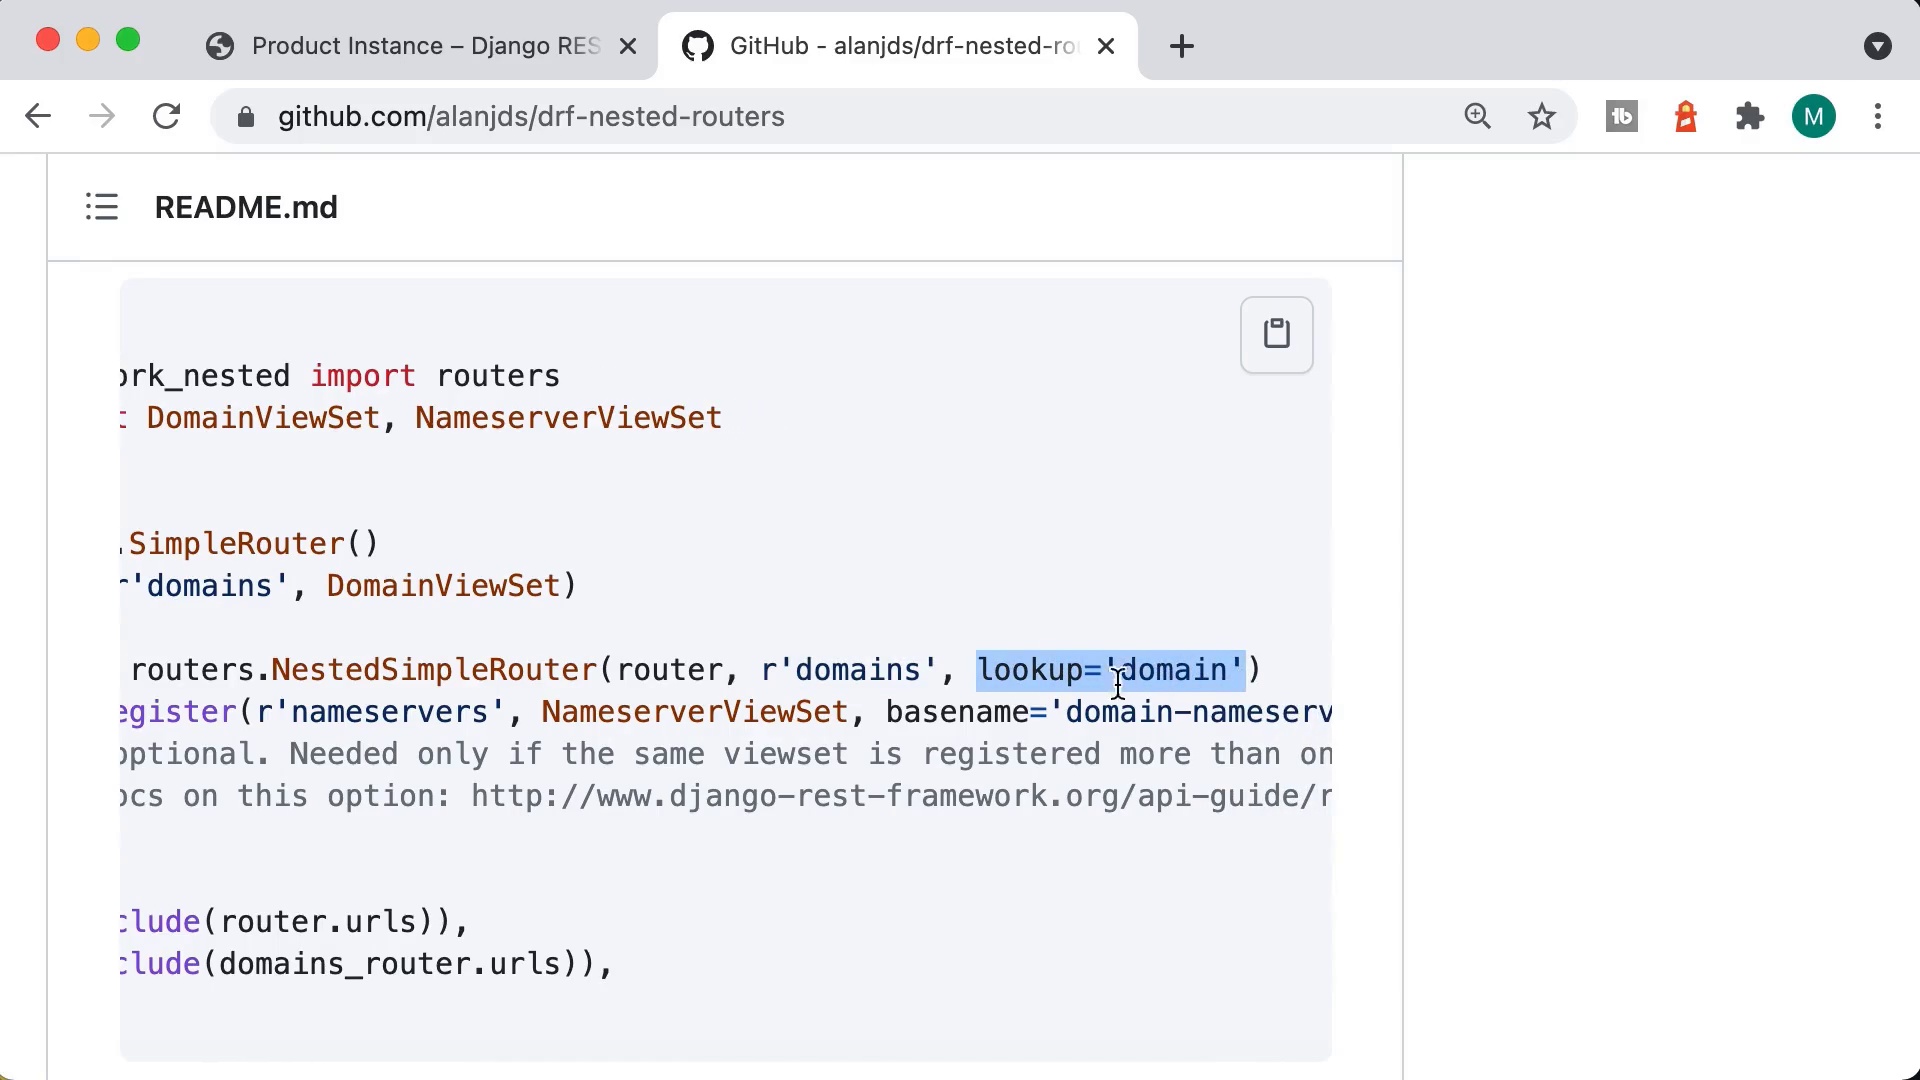 Product Instance – Django RES
GitHub - alanjds/drf-nested-ro
github.com/alanjds/drf-nested-routers
M
README.md
ork_nested import routers
t DomainViewSet, NameserverViewSet
.SimpleRouter()
r'domains', DomainViewSet)
routers.NestedSimpleRouter(router, r'domains', lookup='domain')
egister(r'nameservers', NameserverViewSet, basename='domain-nameserv
optional. Needed only if the same viewset is registered more than on
ocs on this option: http://www.django-rest-framework.org/api-guide/r
clude(router.urls)),
clude(domains_router.urls)),